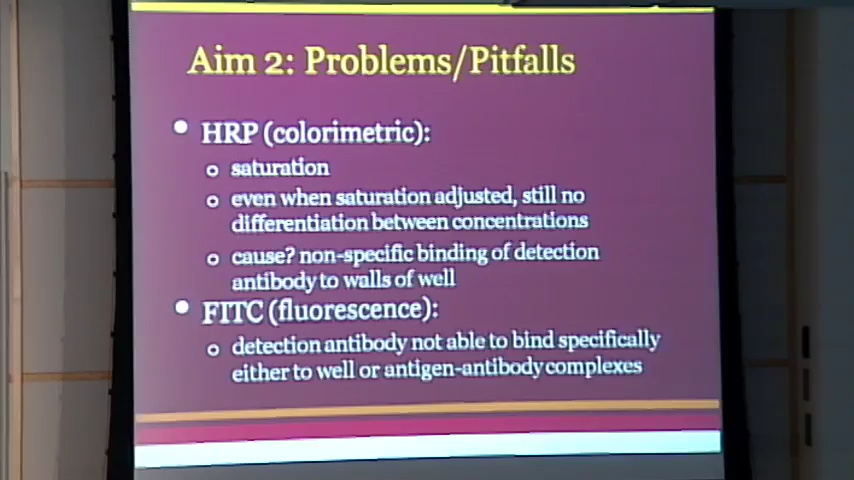 Aim 2: Problems/Pitfalls
• HRP (colorimetric):
o saturation
o even when saturation adjusted, still no
differentiation between concentrations
o cause? non-specific binding of detection
antibody to walls of well
• FITC (fluorescence):
o detection antibody not able to bind specifically
either to well or antigen-antibody complexes